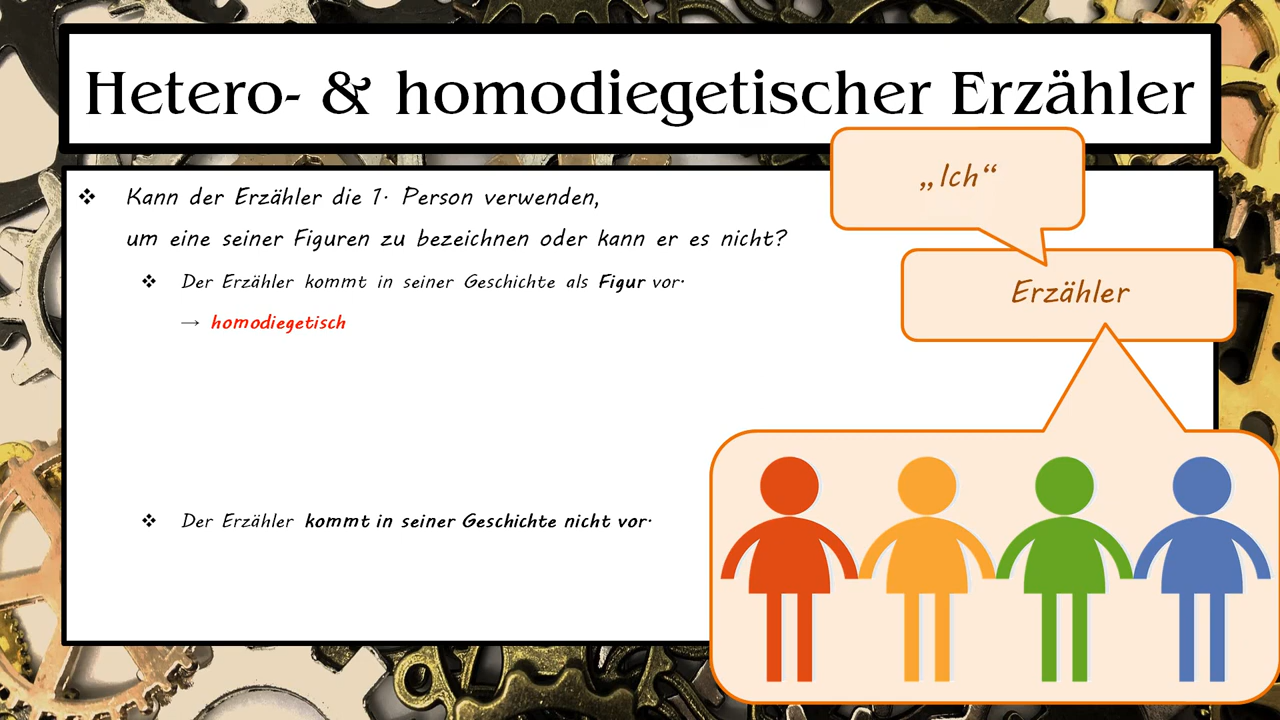 Hetero- & homodiegetischer Erzähler
„Ich“
Erzähler
❖ Kann der Erzähler die 1. Person verwenden,
um eine seiner Figuren zu bezeichnen oder kann er es nicht?
❖ Der Erzähler kommt in seiner Geschichte als Figur vor.
→ homodiegetisch
❖ Der Erzähler kommt in seiner Geschichte nicht vor.